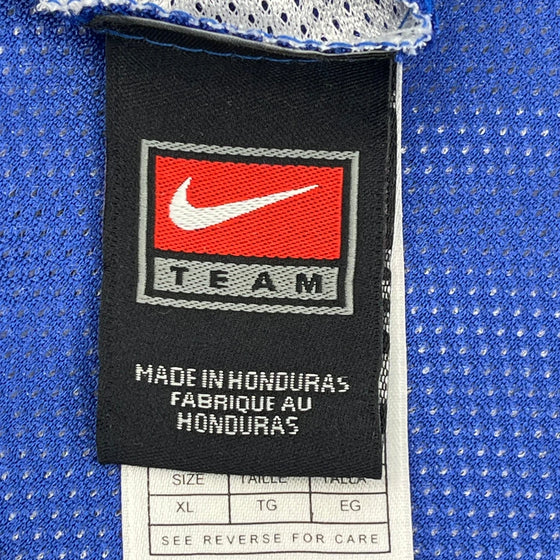 TEAM
MADE IN HONDURAS
FABRIQUE AU
HONDURAS
SIZE TAILLE TALLA
XL TG EG
SEE REVERSE FOR CARE